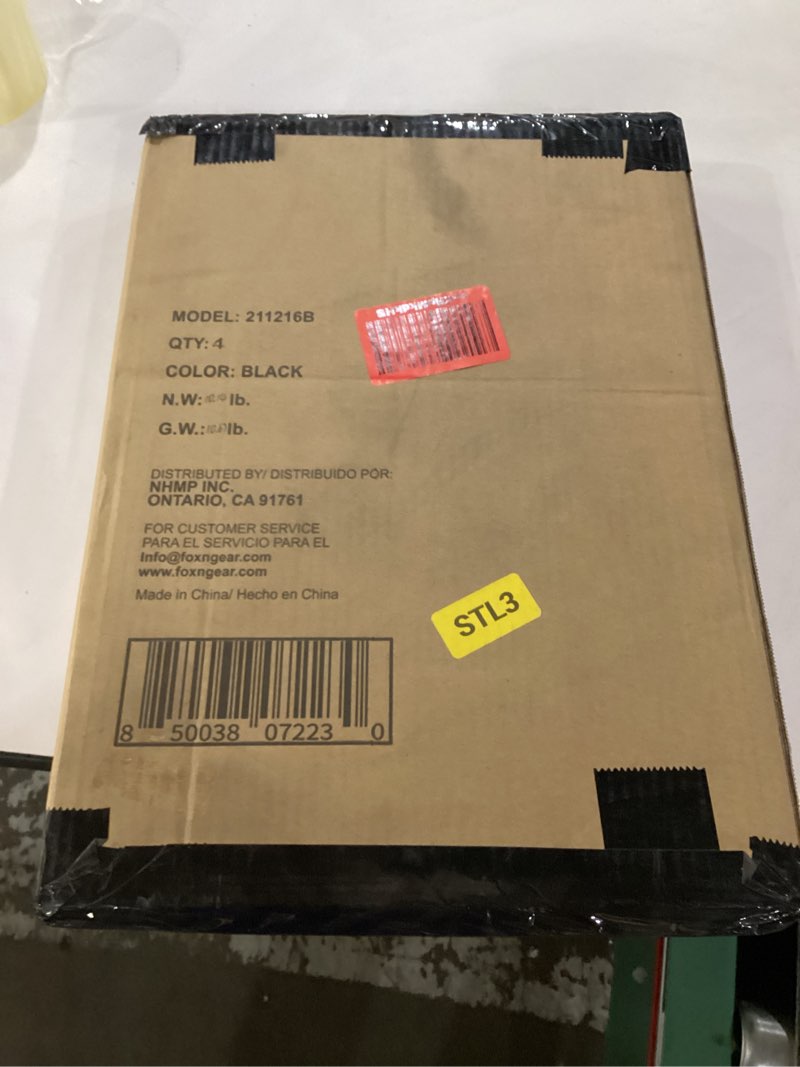 MODEL: 211216B
QTY: 4
COLOR: BLACK
N.W: lb.
G.W.: lb.
DISTRIBUTED BY/ DISTRIBUIDO POR:
NHMP INC.
ONTARIO, CA 91761
FOR CUSTOMER SERVICE
PARA EL SERVICIO PARA EL
Info@foxngear.com
www.foxngear.com
Made in China/ Hecho en China
STL3
8 50038 07223 0